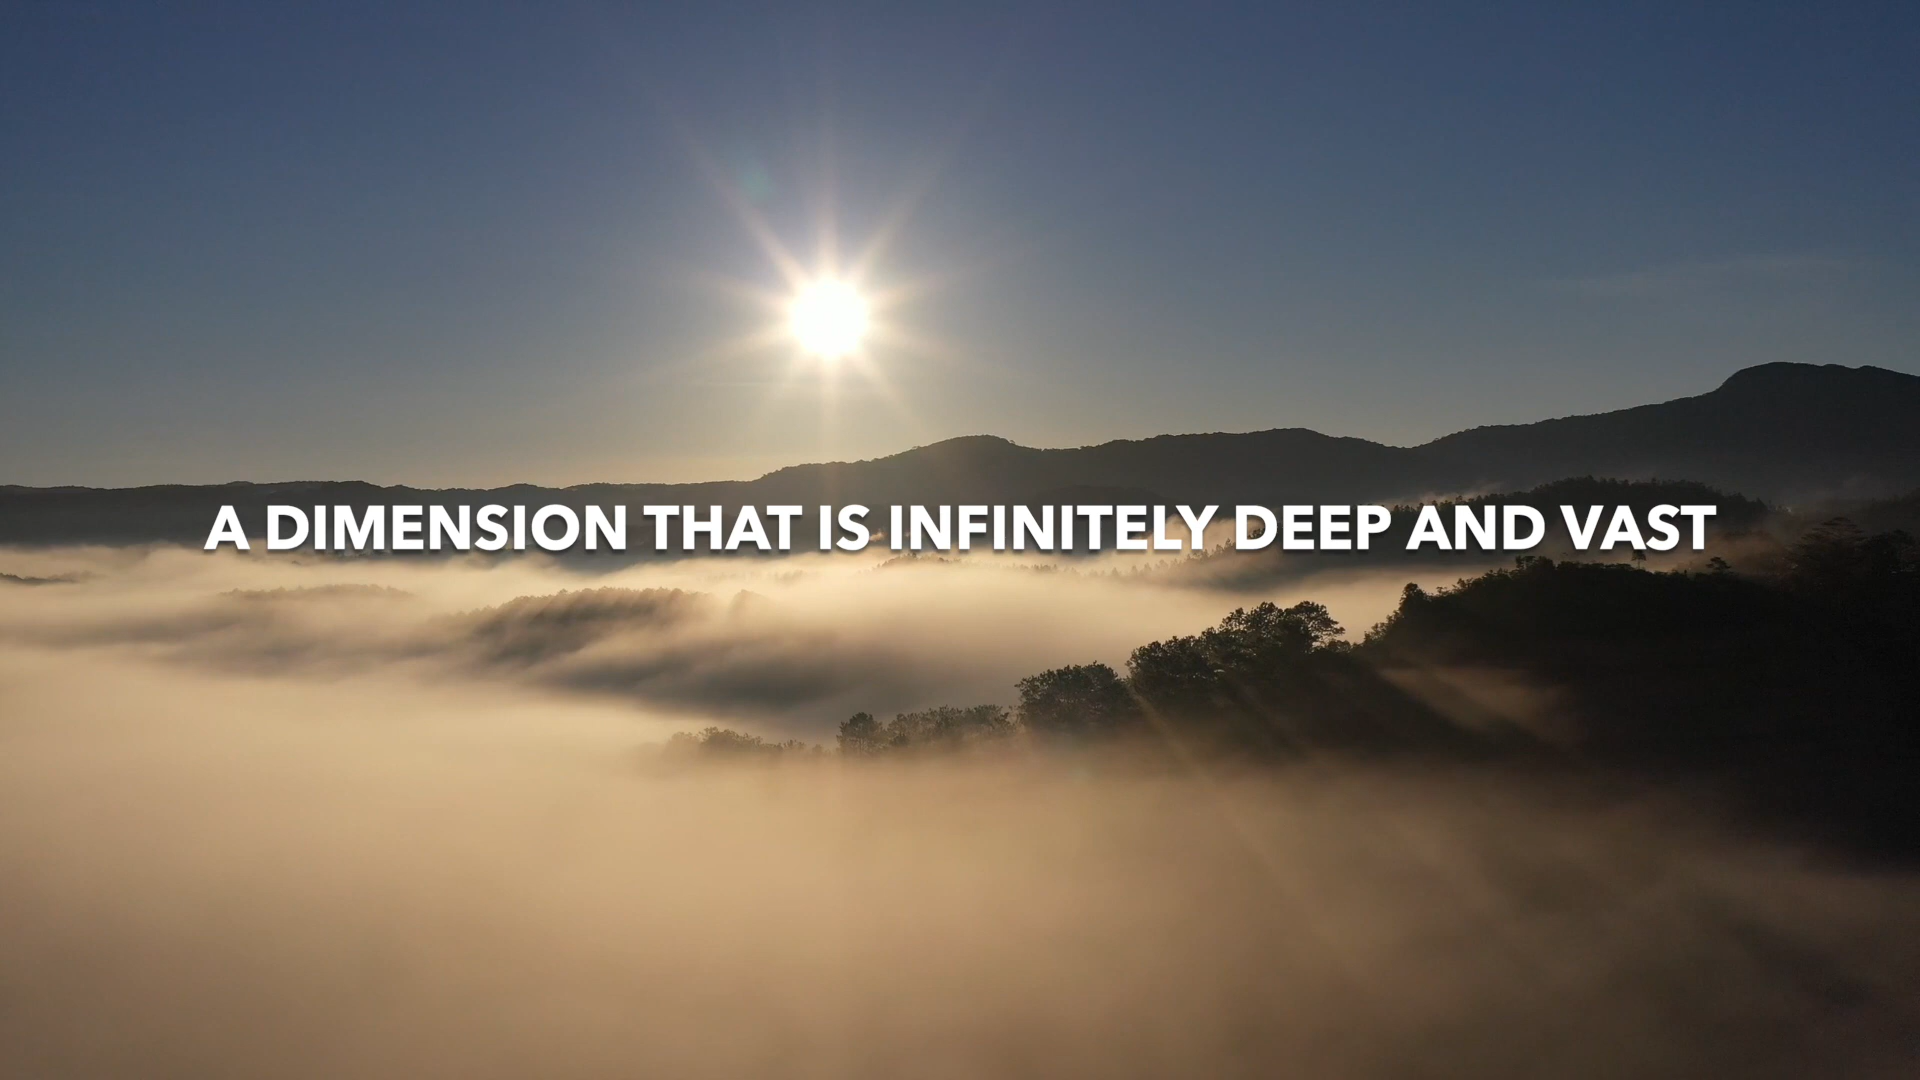 A DIMENSION THAT IS INFINITELY DEEP AND VAST